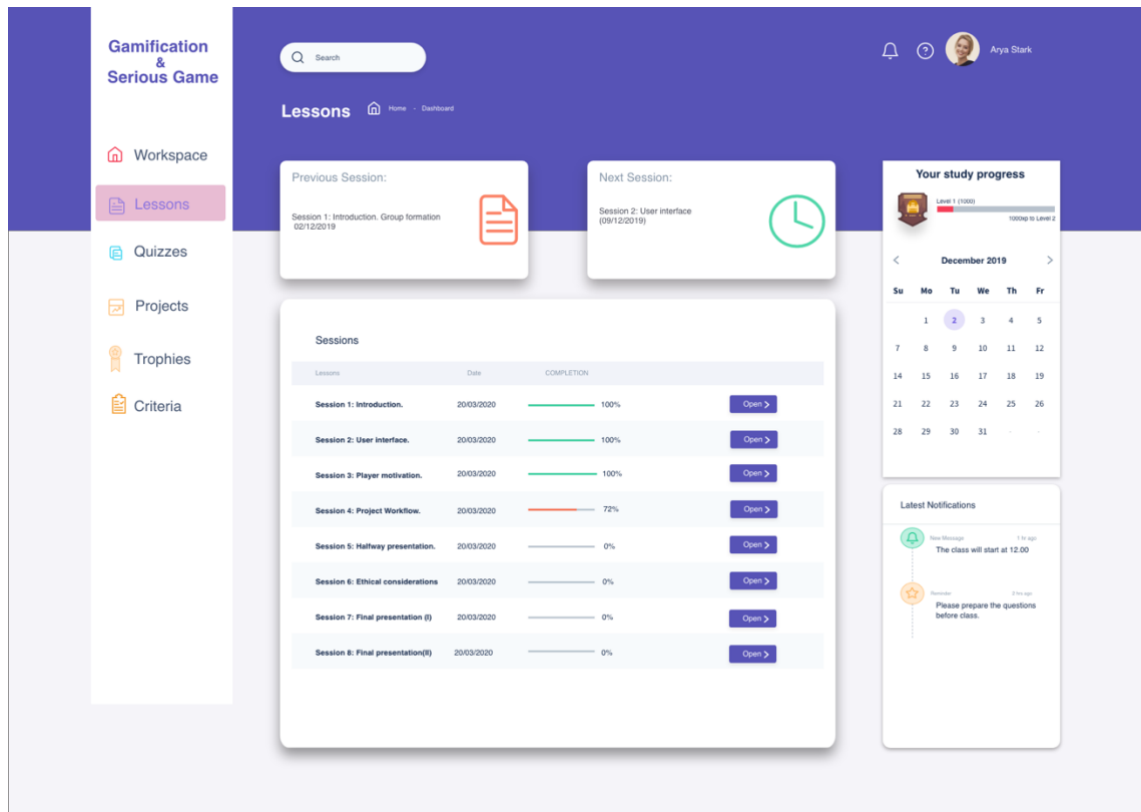 Gamification
&
Serious Game
Workspace
Lessons
Quizzes
Projects
Trophies
Criteria
Search
Arya Stark
Lessons Home - Dashboard
Previous Session:
Session 1: Introduction. Group formation
02/12/2019
Next Session:
Session 2: User interface
(09/12/2019)
Sessions
Lessons Date COMPLETION
Session 1: Introduction. 20/03/2020 100% Open >
Session 2: User interface. 20/03/2020 100% Open >
Session 3: Player motivation. 20/03/2020 100% Open >
Session 4: Project Workflow. 20/03/2020 72% Open >
Session 5: Halfway presentation. 20/03/2020 0% Open >
Session 6: Ethical considerations 20/03/2020 0% Open >
Session 7: Final presentation (I) 20/03/2020 0% Open >
Session 8: Final presentation(II) 20/03/2020 0% Open >
Your study progress
Level 1 (1000)
1000xp to Level 2
< December 2019 >
Su Mo Tu We Th Fr
1 2 3 4 5
7 8 9 10 11 12
14 15 16 17 18 19
21 22 23 24 25 26
28 29 30 31 - -
Latest Notifications
New Message 1 hr ago
The class will start at 12.00
Reminder 2 hrs ago
Please prepare the questions
before class.